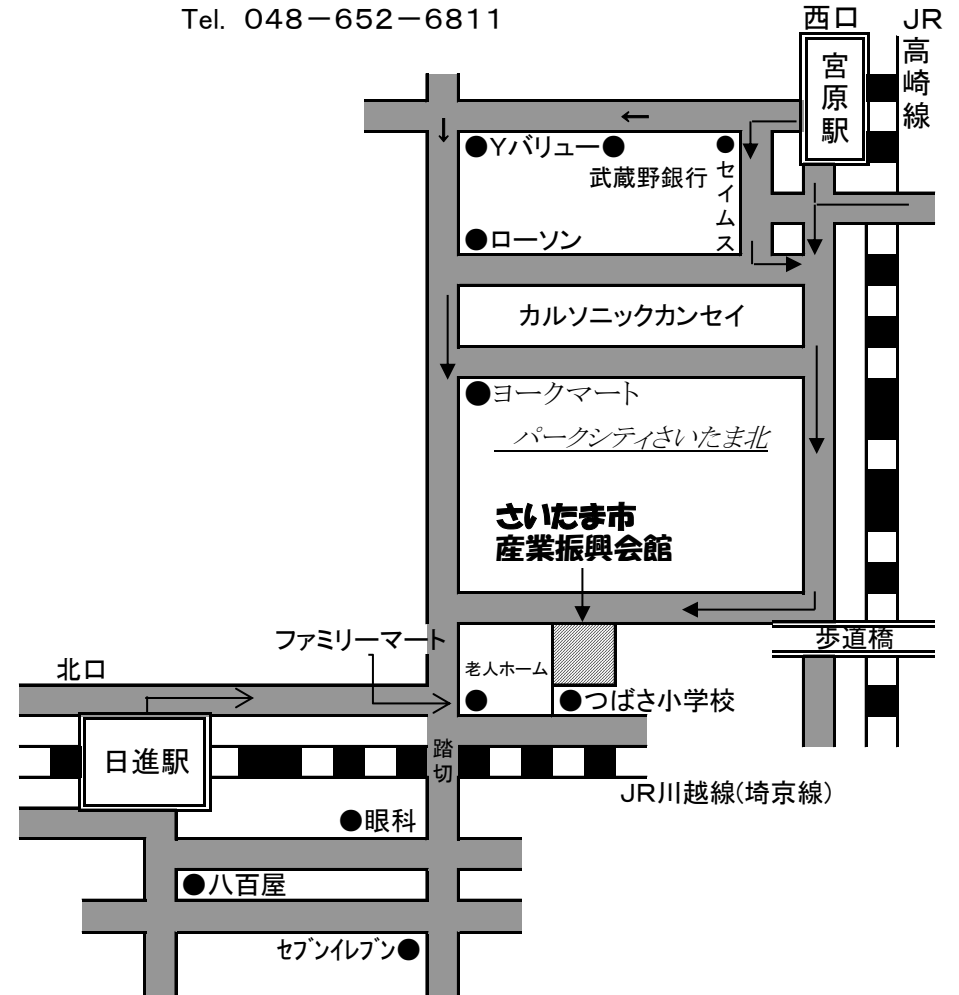 Tel. 048－652－6811
西口
JR高崎線
宮原駅
●Yバリュー●
武蔵野銀行
●セイムス
●ローソン
カルソニックカンセイ
●ヨークマート
パークシティさいたま北
さいたま市
産業振興会館
ファミリーマート
歩道橋
北口
老人ホーム
●
●つばさ小学校
日進駅
踏切
JR川越線(埼京線)
●眼科
●八百屋
ｾﾌﾞﾝｲﾚﾌﾞﾝ●